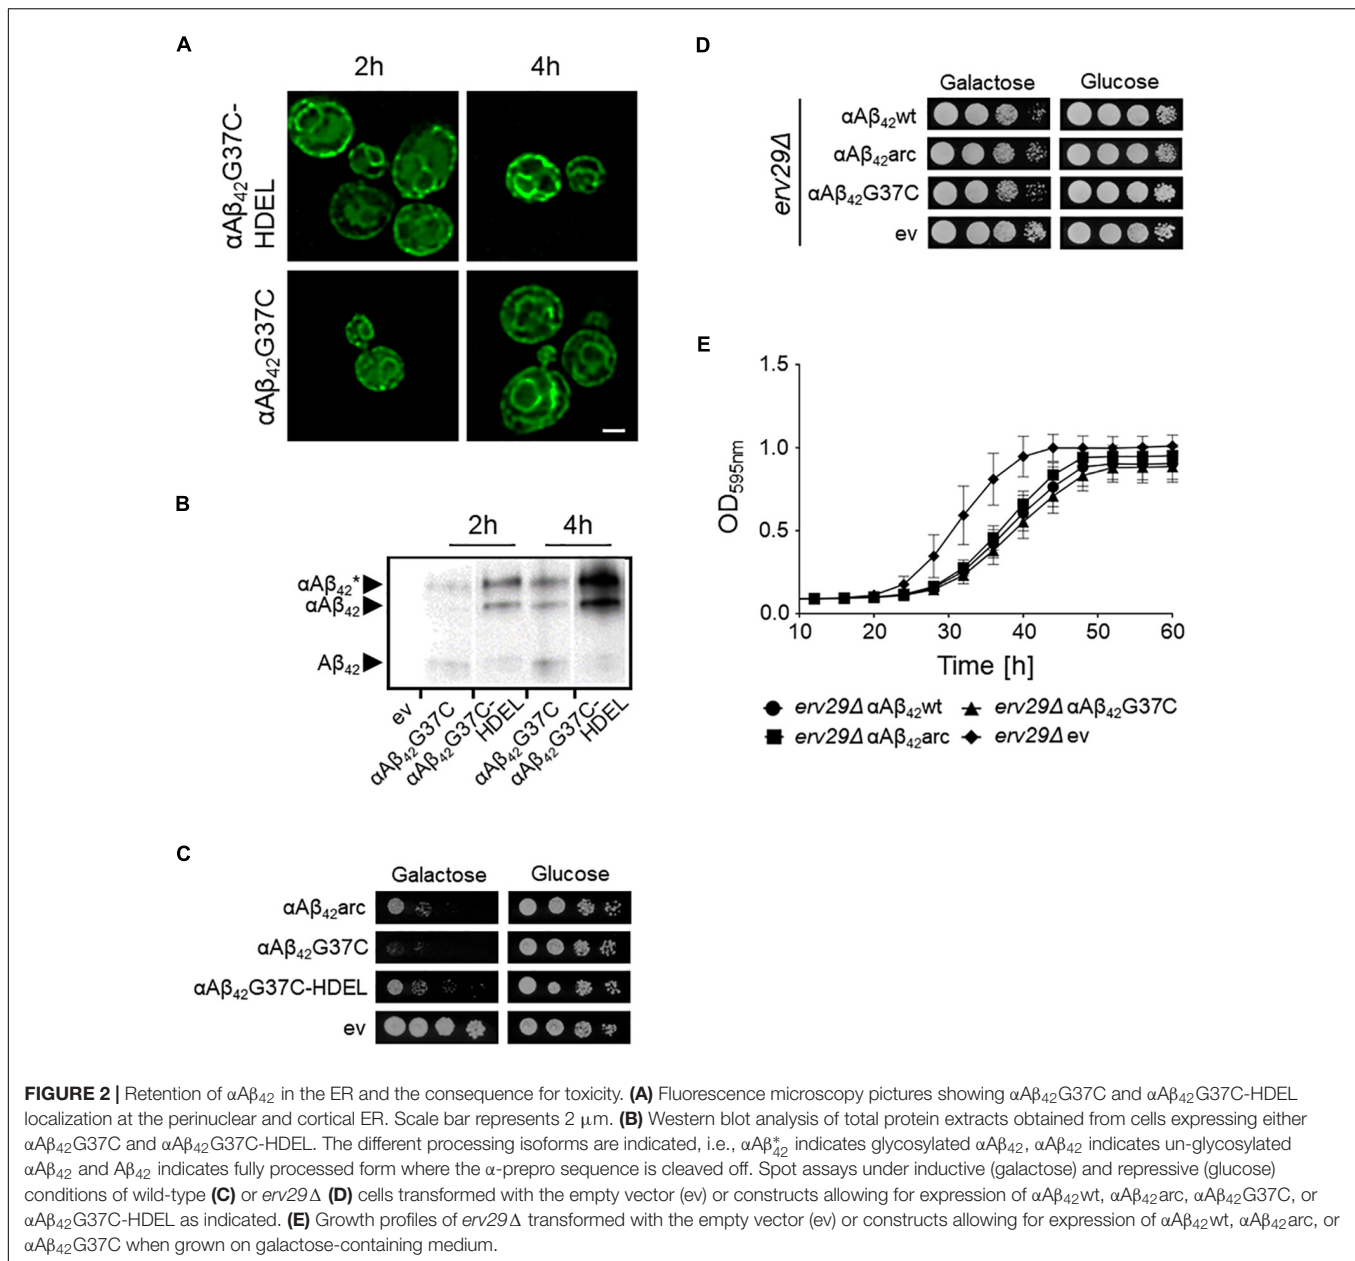 A
2h 4h
αAβ42G37C-
HDEL
αAβ42G37C
B
2h 4h
αAβ42*
αAβ42
Aβ42
ev
αAβ42G37C
αAβ42G37C-
HDEL
αAβ42G37C
αAβ42G37C-
HDEL
C
Galactose Glucose
αAβ42arc
αAβ42G37C
αAβ42G37C-HDEL
ev
D
Galactose Glucose
erv29Δ
αAβ42wt
αAβ42arc
αAβ42G37C
ev
E
OD595nm
1.5
1.0
0.5
0.0
10 20 30 40 50 60
Time [h]
erv29Δ αAβ42wt erv29Δ αAβ42G37C
erv29Δ αAβ42arc erv29Δ ev
FIGURE 2 | Retention of αAβ42 in the ER and the consequence for toxicity. (A) Fluorescence microscopy pictures showing αAβ42G37C and αAβ42G37C-HDEL
localization at the perinuclear and cortical ER. Scale bar represents 2 μm. (B) Western blot analysis of total protein extracts obtained from cells expressing either
αAβ42G37C and αAβ42G37C-HDEL. The different processing isoforms are indicated, i.e., αAβ*42 indicates glycosylated αAβ42, αAβ42 indicates un-glycosylated
αAβ42 and Aβ42 indicates fully processed form where the α-prepro sequence is cleaved off. Spot assays under inductive (galactose) and repressive (glucose)
conditions of wild-type (C) or erv29Δ (D) cells transformed with the empty vector (ev) or constructs allowing for expression of αAβ42wt, αAβ42arc, αAβ42G37C, or
αAβ42G37C-HDEL as indicated. (E) Growth profiles of erv29Δ transformed with the empty vector (ev) or constructs allowing for expression of αAβ42wt, αAβ42arc, or
αAβ42G37C when grown on galactose-containing medium.